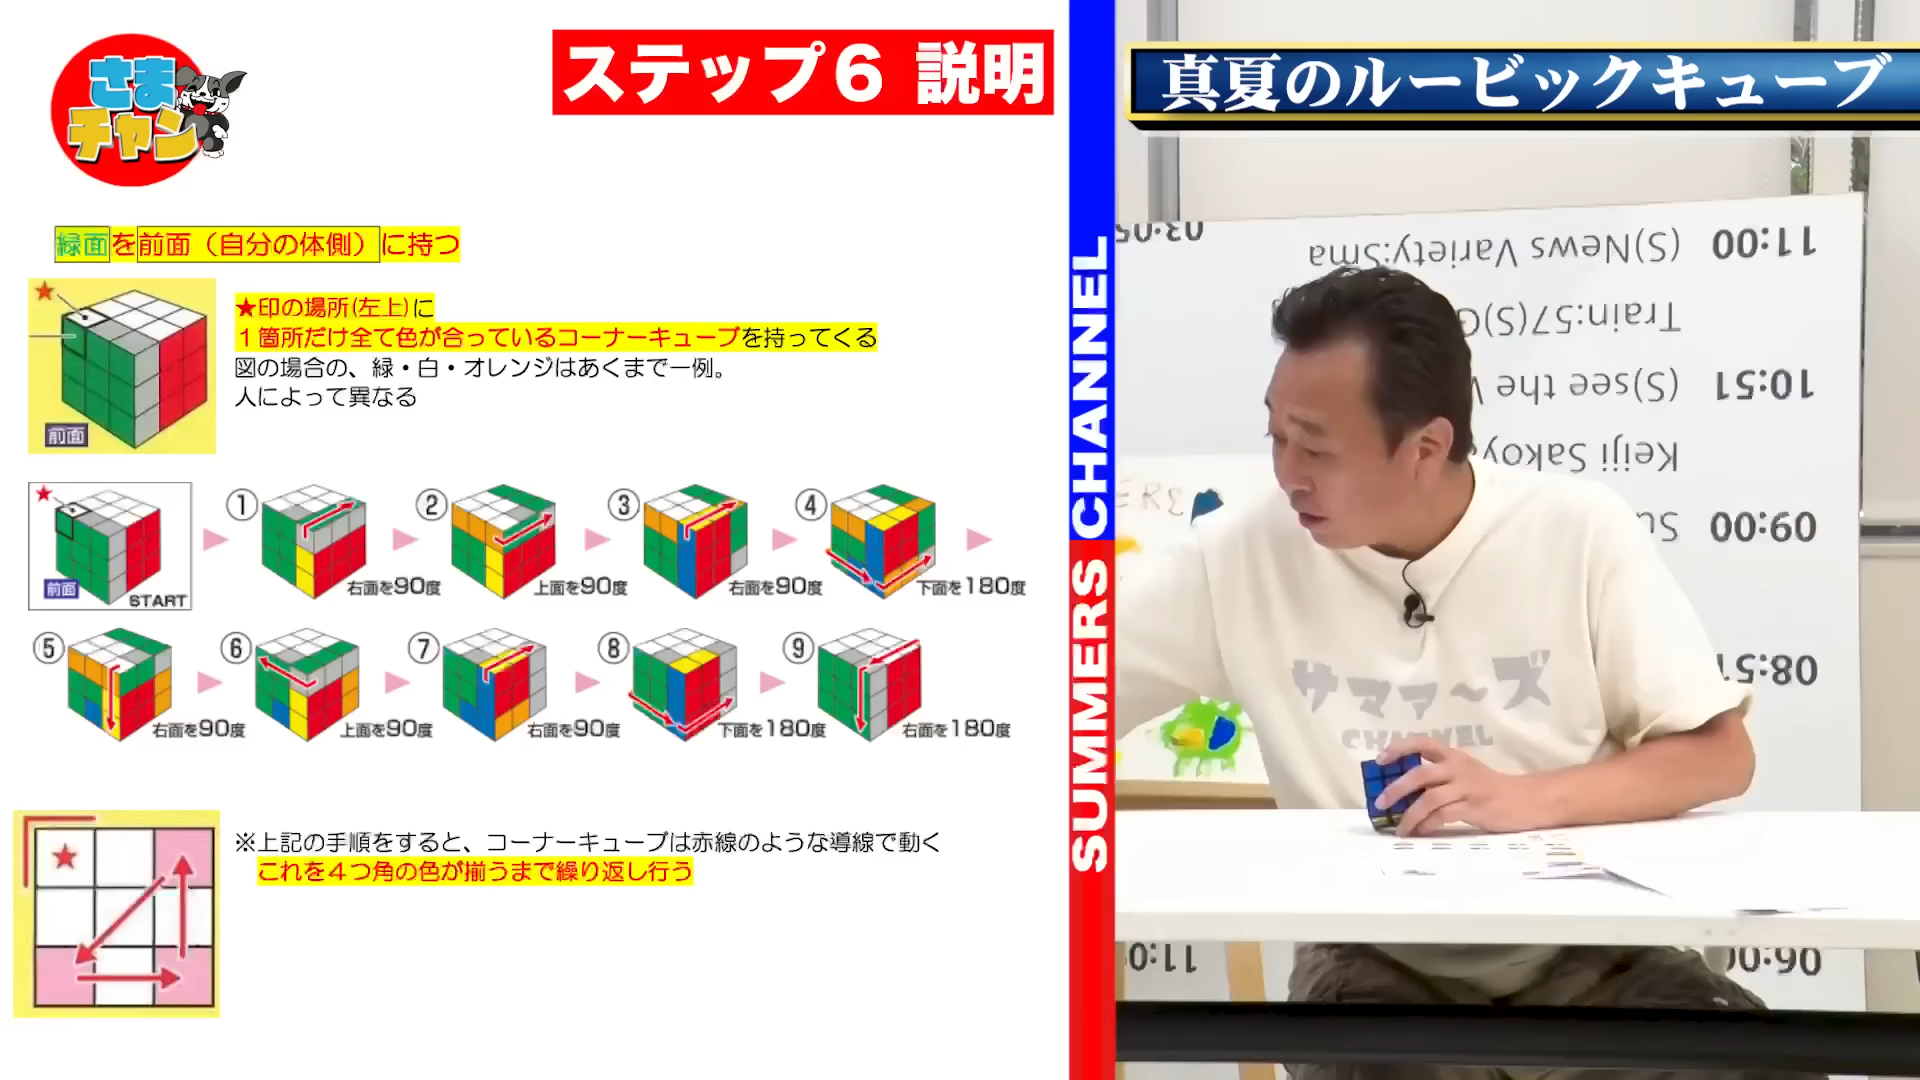 さま
チャン
ステップ6 説明
緑面を前面（自分の体側）に持つ
★
前面
★印の場所(左上)に
１箇所だけ全て色が合っているコーナーキューブを持ってくる
図の場合の、緑・白・オレンジはあくまで一例。
人によって異なる
★
前面
START
①
右面を90度
②
上面を90度
③
右面を90度
④
下面を180度
⑤
右面を90度
⑥
上面を90度
⑦
右面を90度
⑧
下面を180度
⑨
右面を180度
★
※上記の手順をすると、コーナーキューブは赤線のような導線で動く
これを４つ角の色が揃うまで繰り返し行う
SUMMERS CHANNEL
真夏のルービックキューブ
03:05
11:00 (S)News Variety:Sma
Train:57(S)G
10:51 (S)see the
Keiji Sakoy
09:00
08:51
サマァ〜ズ
CHANNEL
11:0
06:90